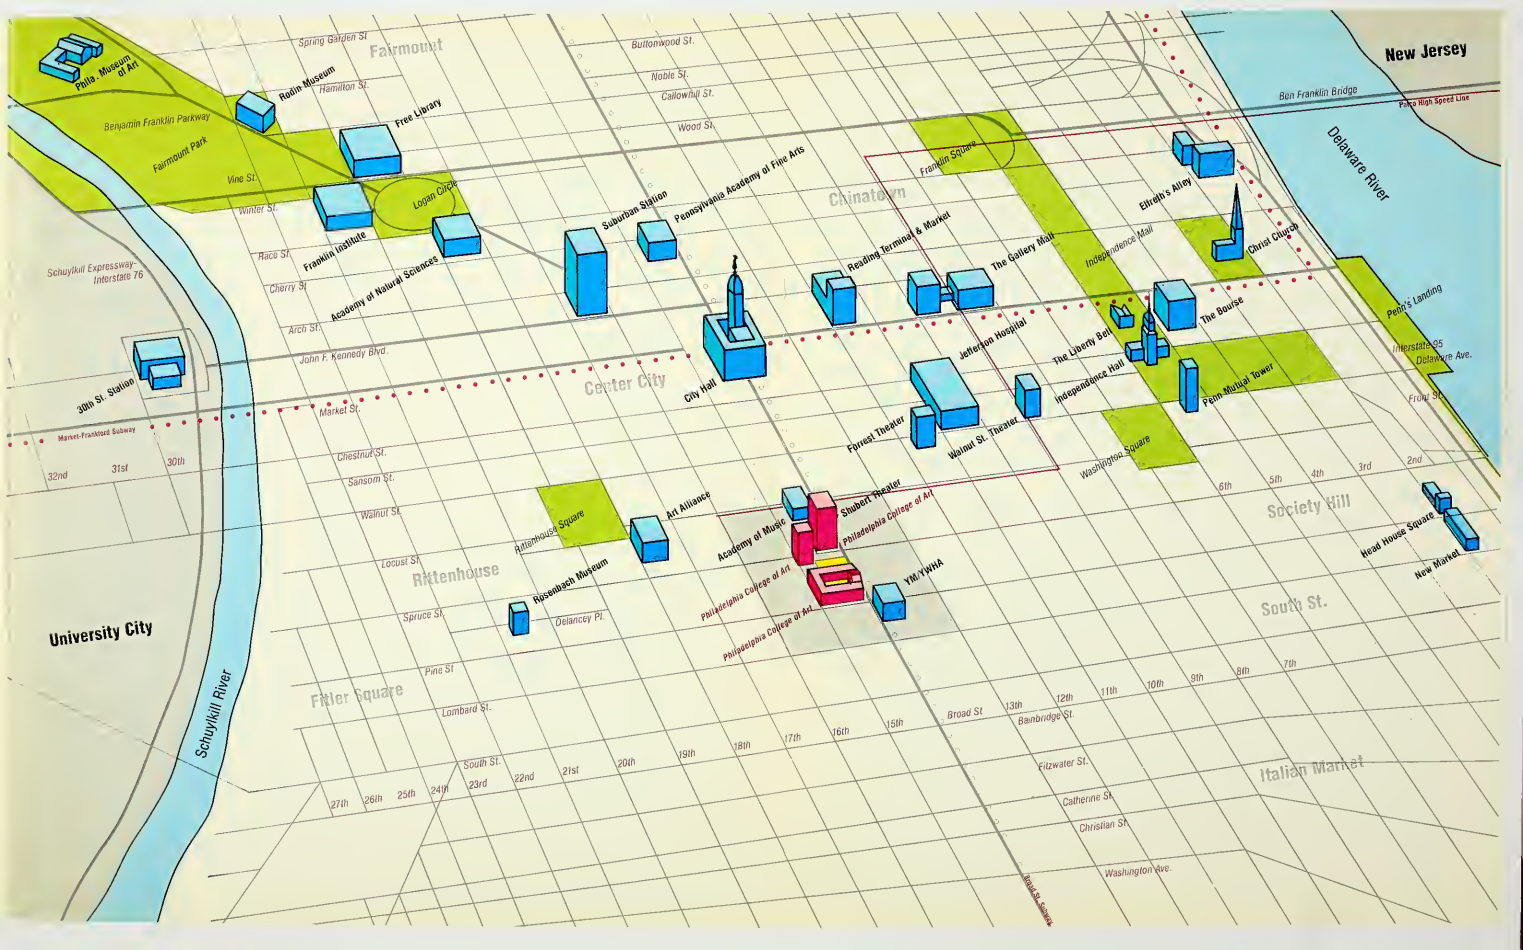 Spring Garden St
Fairmount
Buttonwood St.
New Jersey
Phila. Museum
of Art
Rodin Museum
Hamilton St.
Noble St.
Callowhill St.
Ben Franklin Bridge
Patco High Speed Line
Benjamin Franklin Parkway
Free Library
Wood St.
Fairmount Park
Franklin Square
Delaware River
Vine St.
Logan Circle
Pennsylvania Academy of Fine Arts
Chinatown
Elfreth's Alley
Winter St.
Suburban Station
Franklin Institute
Reading Terminal & Market
Independence Mall
Christ Church
Race St.
Academy of Natural Sciences
The Gallery Mall
Schuylkill Expressway-
Interstate 76
Cherry St
Arch St.
The Bourse
Penn's Landing
John F. Kennedy Blvd.
Jefferson Hospital
The Liberty Bell
Interstate 95
Delaware Ave.
30th St. Station
Center City
City Hall
Independence Hall
Penn Mutual Tower
Front St.
Market St.
Market-Frankford Subway
Forrest Theater
Walnut St. Theater
Washington Square
32nd
31st
30th
Chestnut St.
Sansom St.
6th
5th
4th
3rd
2nd
Walnut St.
Rittenhouse Square
Art Alliance
Academy of Music
Shubert Theater
Philadelphia College of Art
Society Hill
Head House Square
New Market
Locust St.
Rittenhouse
Rosenbach Museum
Philadelphia College of Art
YM/YWHA
Spruce St.
Delancey Pl.
Philadelphia College of Art
South St.
University City
Pine St
Schuylkill River
Fitler Square
Lombard St.
South St.
27th
26th
25th
24th
23rd
22nd
21st
20th
19th
18th
17th
16th
15th
Broad St
13th
12th
11th
10th
9th
8th
7th
Bainbridge St.
Fitzwater St.
Italian Market
Catherine St.
Christian St.
Washington Ave.
Broad St. Subway